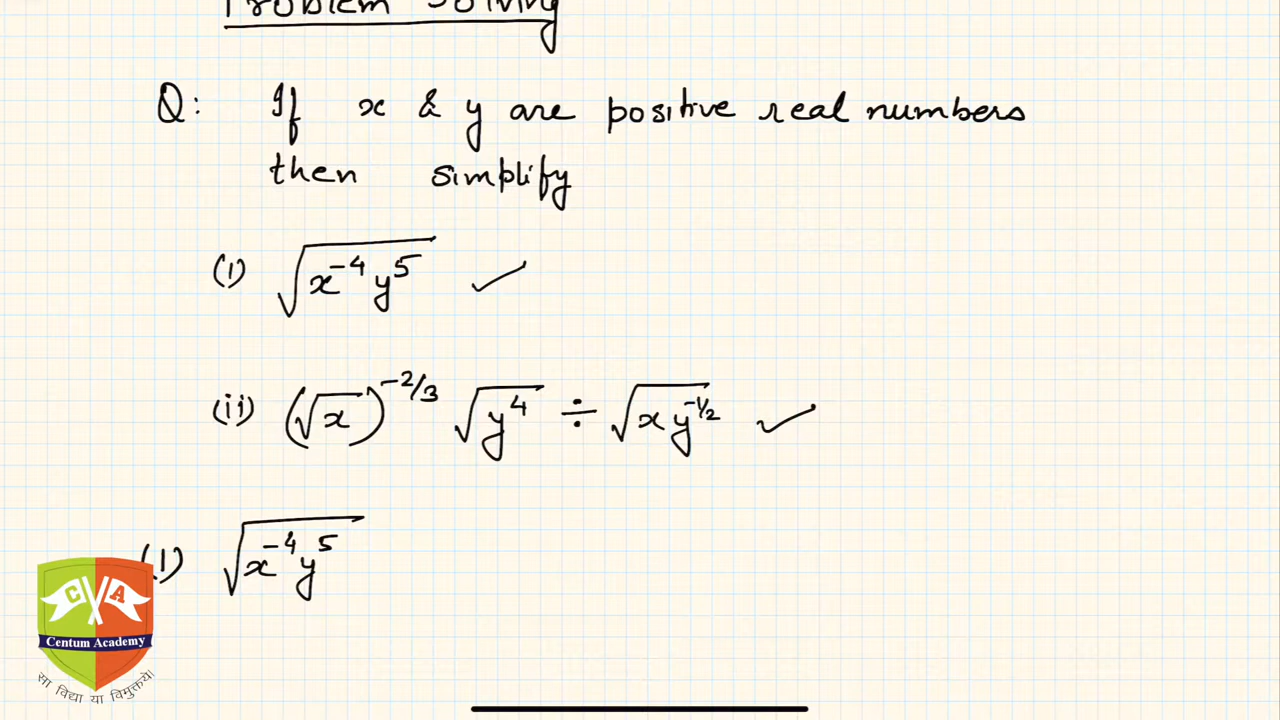 Problem Solving
Q: If x & y are positive real numbers
then simplify
(i) √(x⁻⁴y⁵) ✓
(ii) (√x)^(-2/3) √(y⁴) ÷ √(xy^(-1/2)) ✓
(1) √(x⁻⁴y⁵)
C A
Centum Academy
सा विद्या या विमुक्तये।